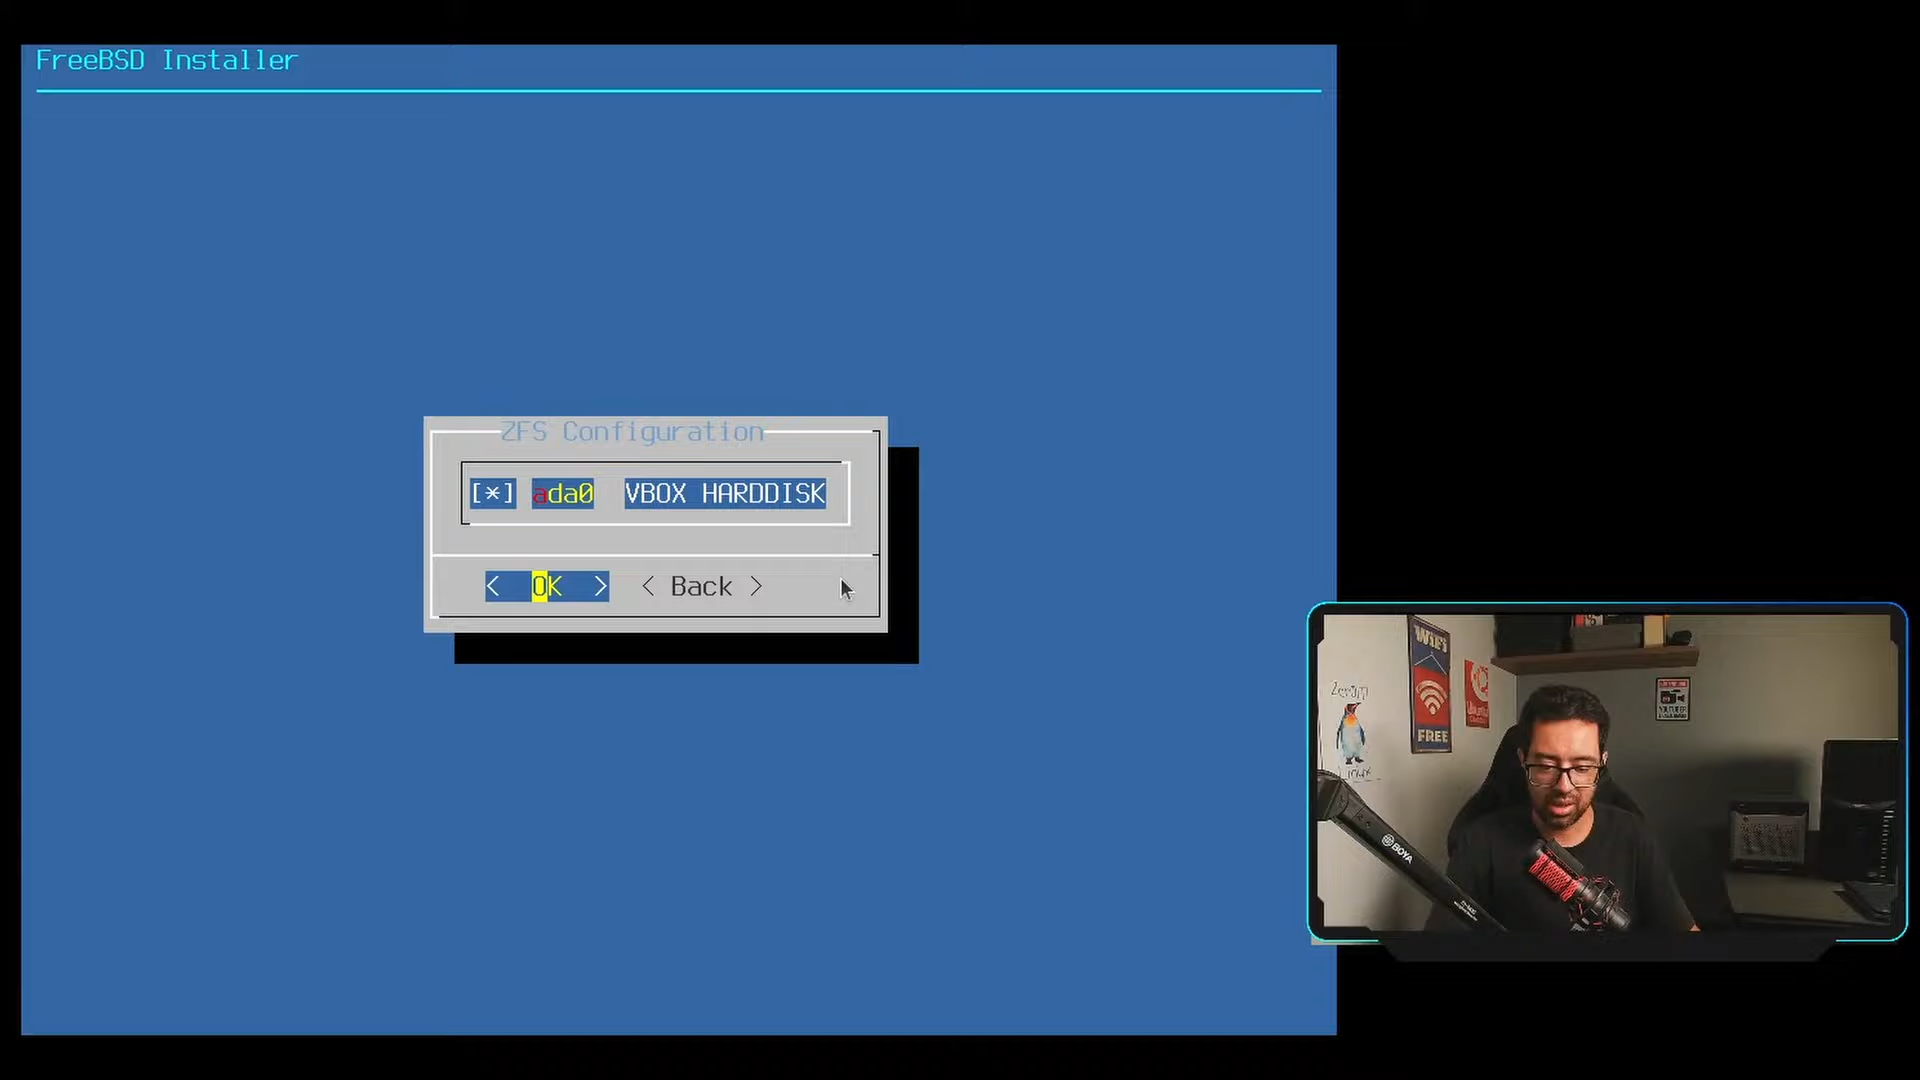 FreeBSD Installer
ZFS Configuration
[*] ada0 VBOX HARDDISK
< OK > < Back >
WiFi
FREE
BOYA